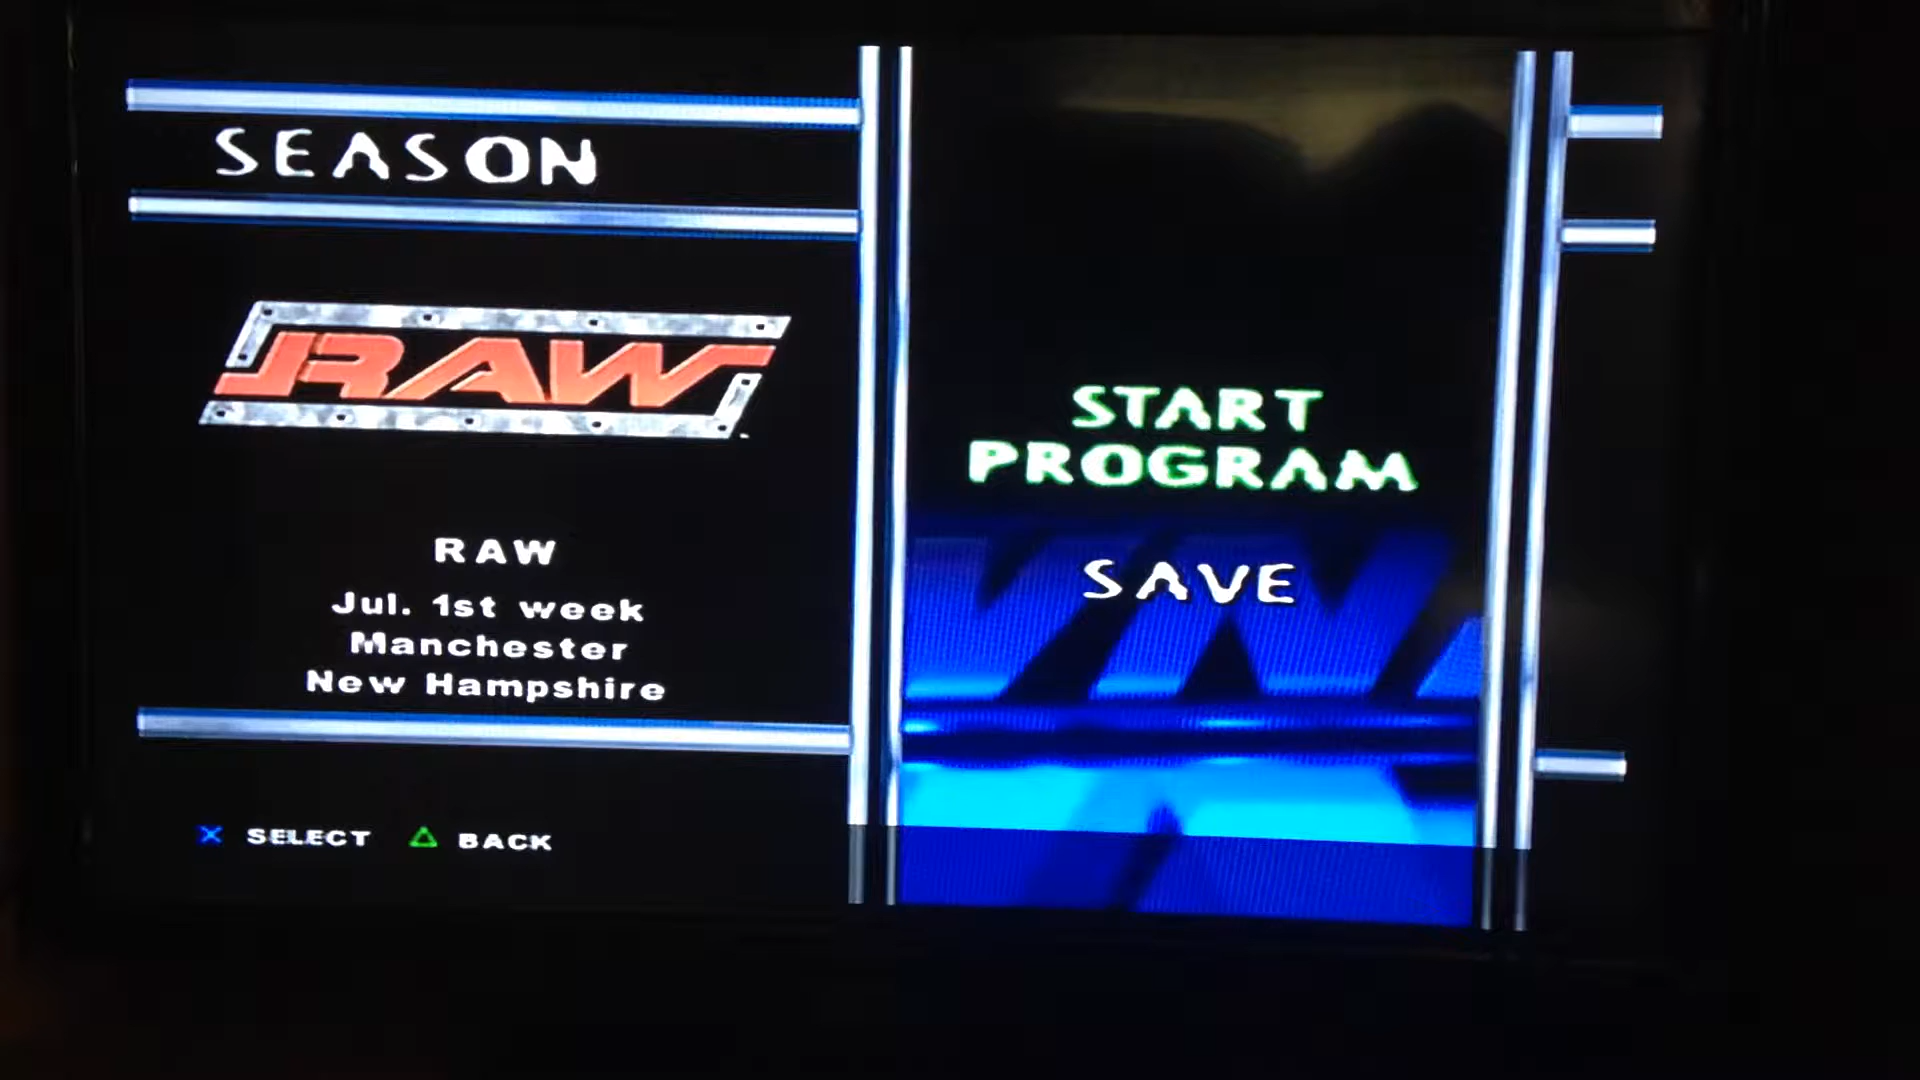 SEASON
RAW
RAW
Jul. 1st week
Manchester
New Hampshire
SELECT BACK
START
PROGRAM
SAVE